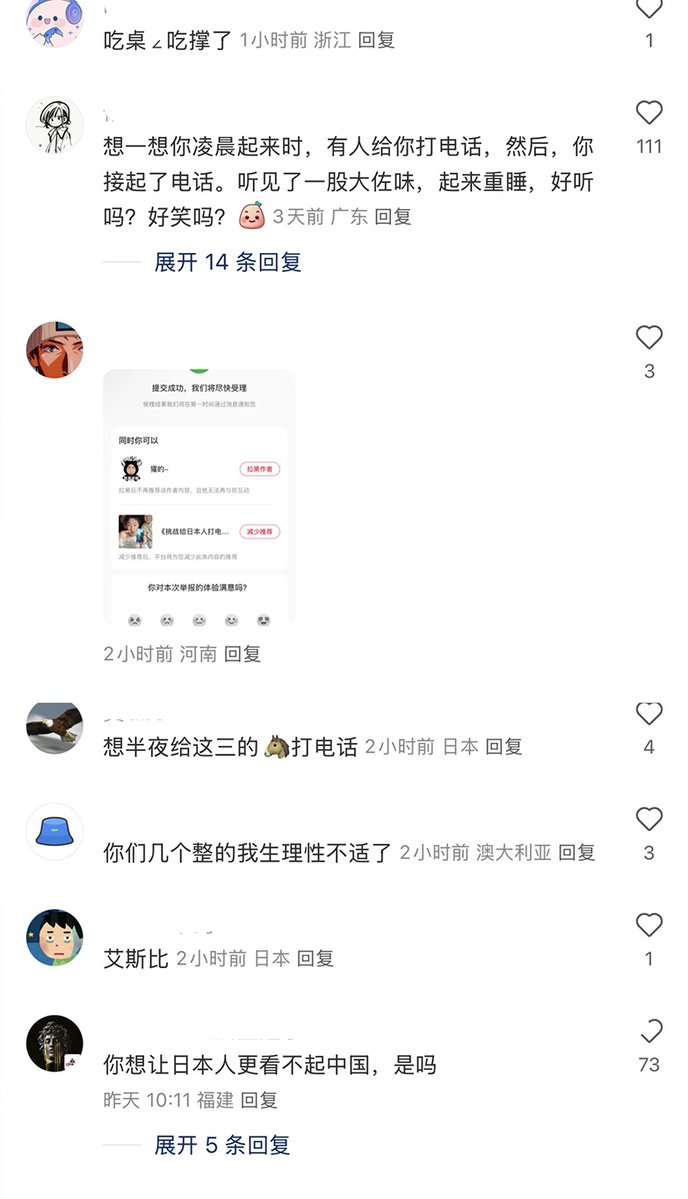 吃桌∠吃撑了 1小时前 浙江 回复
1
想一想你凌晨起来时，有人给你打电话，然后，你
111
接起了电话。听见了一股大佐味，起来重睡，好听
吗？好笑吗？ 3天前 广东 回复
展开 14 条回复
3
提交成功，我们将尽快受理
受理结果我们将在第一时间通过消息通知您
同时你可以
獾的~ 拉黑作者
拉黑后不再推荐该作者内容，且他无法再与你互动
《挑战给日本人打电... 减少推荐
减少推荐后，平台将为您减少此类内容的推荐
你对本次举报的体验满意吗?
2小时前 河南 回复
想半夜给这三的🐴打电话 2小时前 日本 回复
4
你们几个整的我生理性不适了 2小时前 澳大利亚 回复
3
艾斯比 2小时前 日本 回复
1
你想让日本人更看不起中国，是吗
73
昨天 10:11 福建 回复
展开 5 条回复